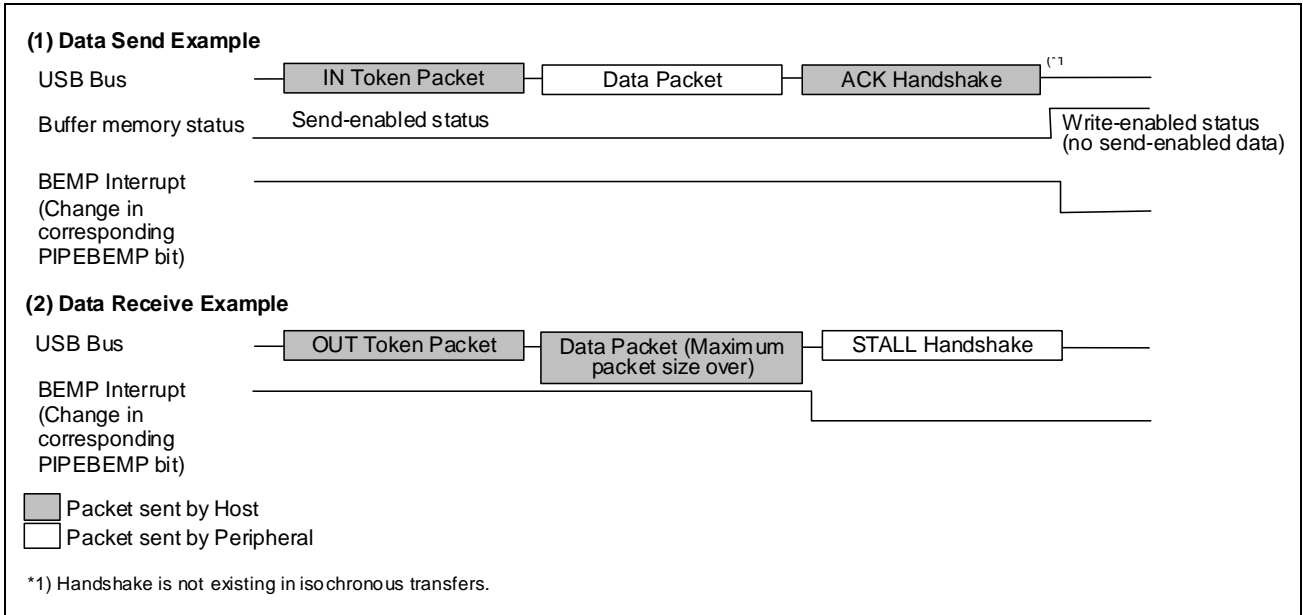 (1) Data Send Example
USB Bus
IN Token Packet
Data Packet
ACK Handshake
(*1
Buffer memory status
Send-enabled status
Write-enabled status
(no send-enabled data)
BEMP Interrupt
(Change in
corresponding
PIPEBEMP bit)
(2) Data Receive Example
USB Bus
OUT Token Packet
Data Packet (Maximum
packet size over)
STALL Handshake
BEMP Interrupt
(Change in
corresponding
PIPEBEMP bit)
Packet sent by Host
Packet sent by Peripheral
*1) Handshake is not existing in isochronous transfers.